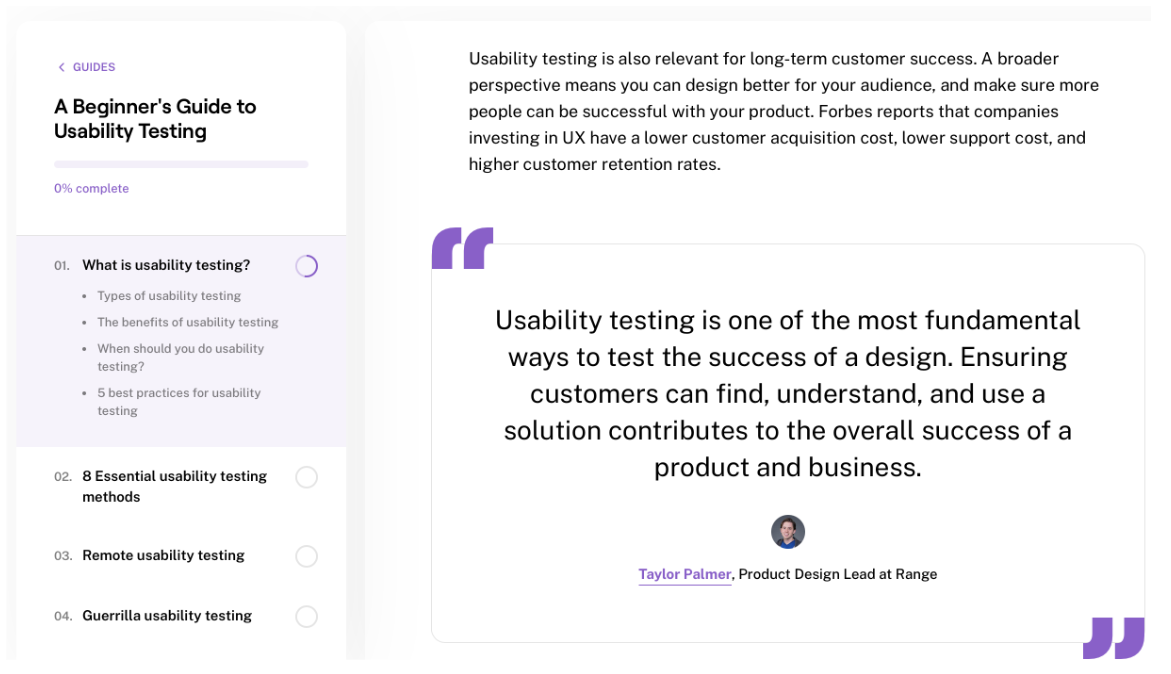 GUIDES
A Beginner's Guide to
Usability Testing
0% complete
01. What is usability testing?
• Types of usability testing
• The benefits of usability testing
• When should you do usability
testing?
• 5 best practices for usability
testing
02. 8 Essential usability testing
methods
03. Remote usability testing
04. Guerrilla usability testing
Usability testing is also relevant for long-term customer success. A broader
perspective means you can design better for your audience, and make sure more
people can be successful with your product. Forbes reports that companies
investing in UX have a lower customer acquisition cost, lower support cost, and
higher customer retention rates.
Usability testing is one of the most fundamental
ways to test the success of a design. Ensuring
customers can find, understand, and use a
solution contributes to the overall success of a
product and business.
Taylor Palmer, Product Design Lead at Range